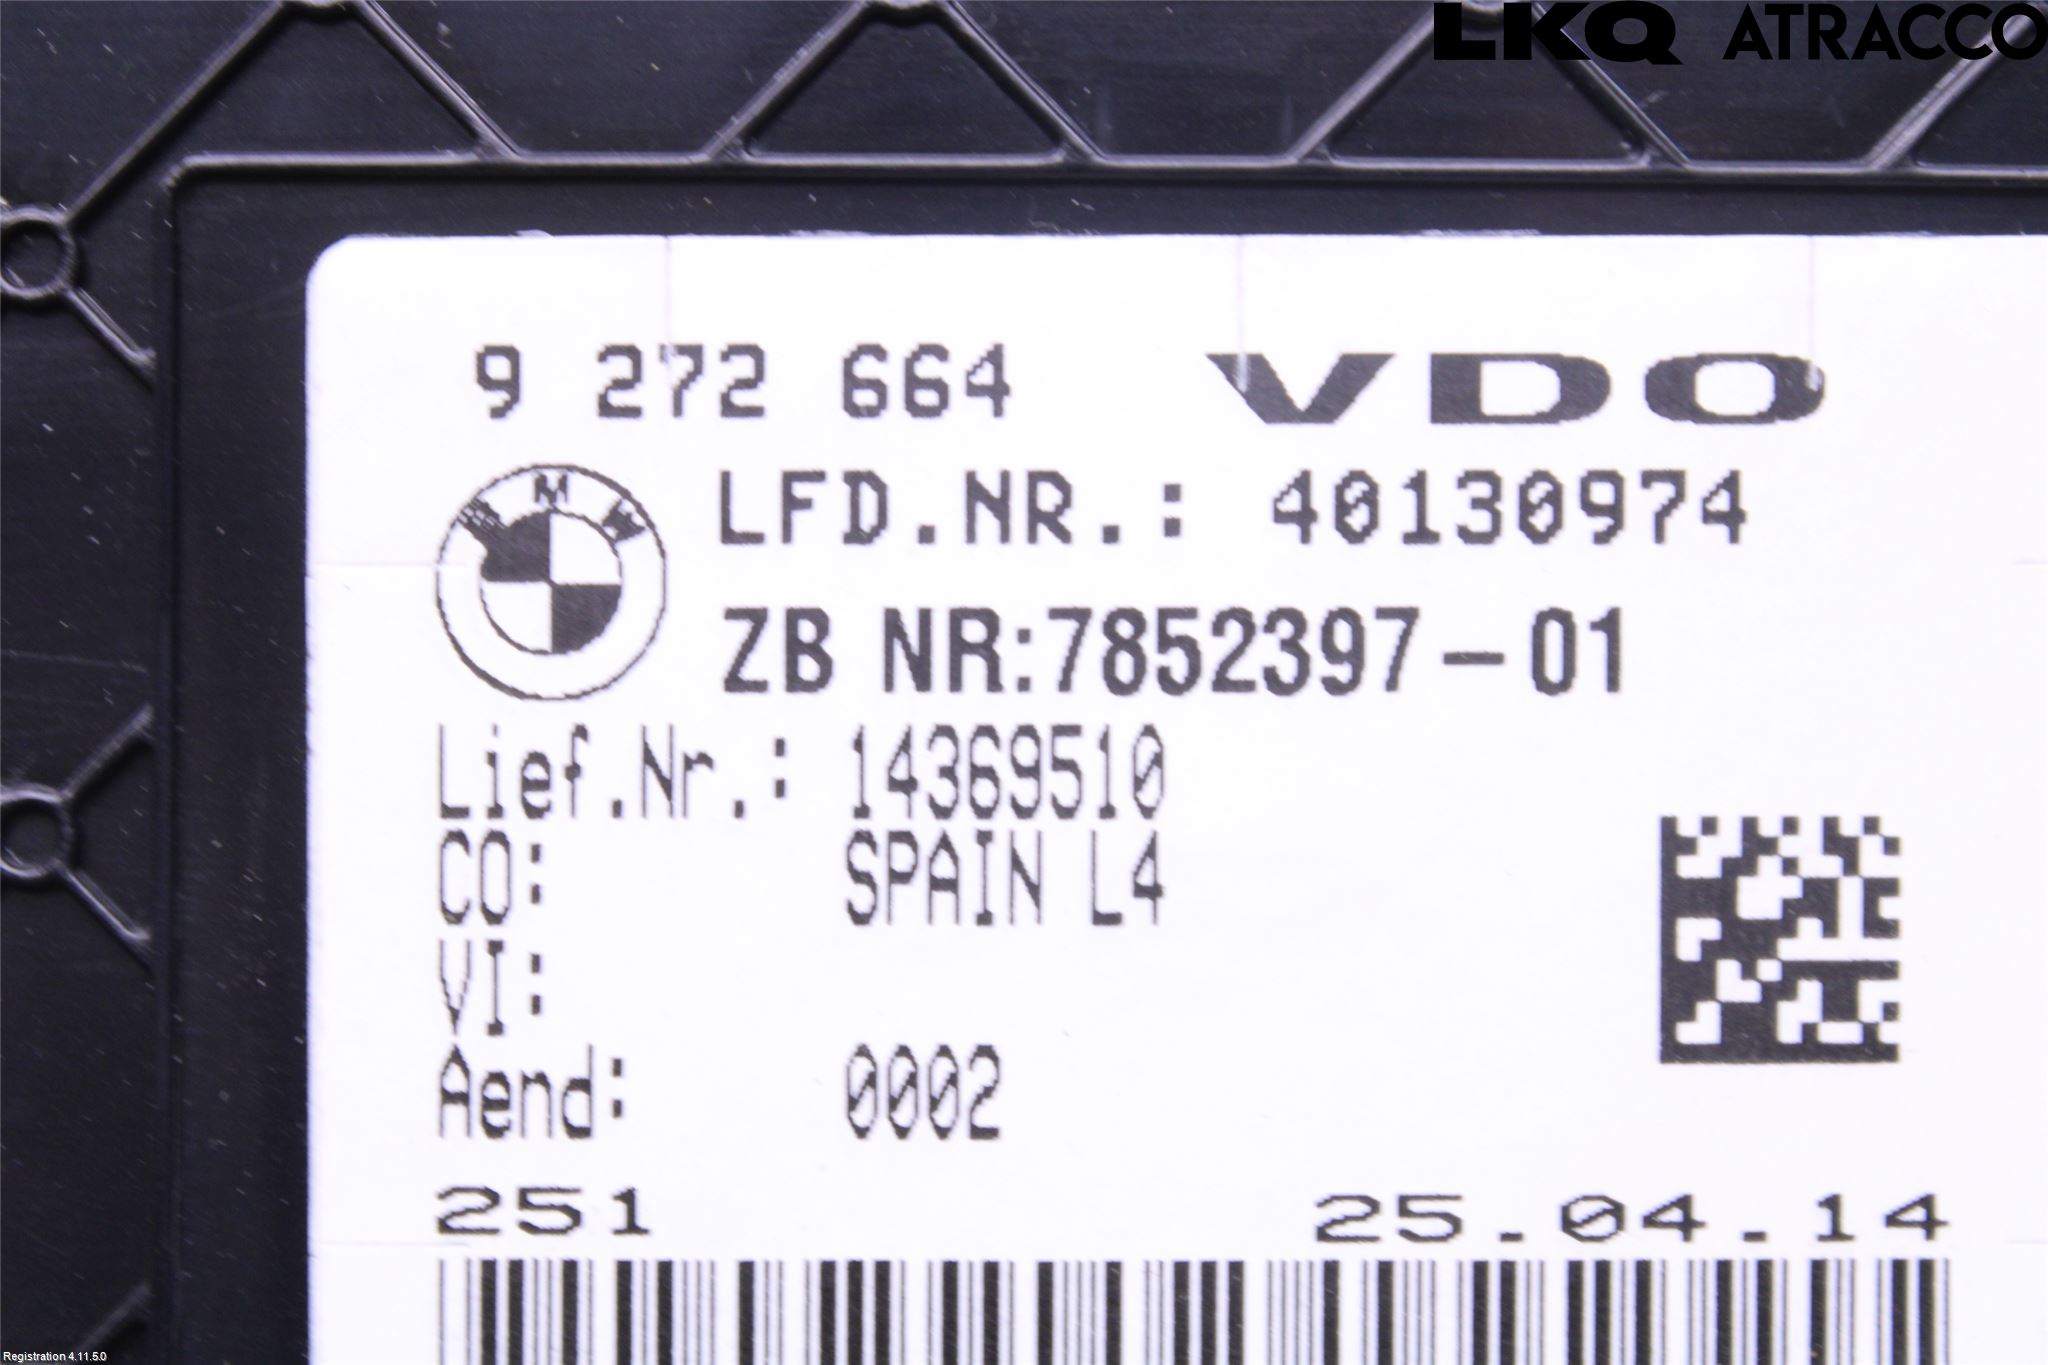 LKQ ATRACCO
9 272 664 VDO
BMW
LFD.NR.: 40130974
ZB NR:7852397-01
Lief.Nr.: 14369510
CO: SPAIN L4
VI:
Aend: 0002
251 25.04.14
Registration 4.11.5.0